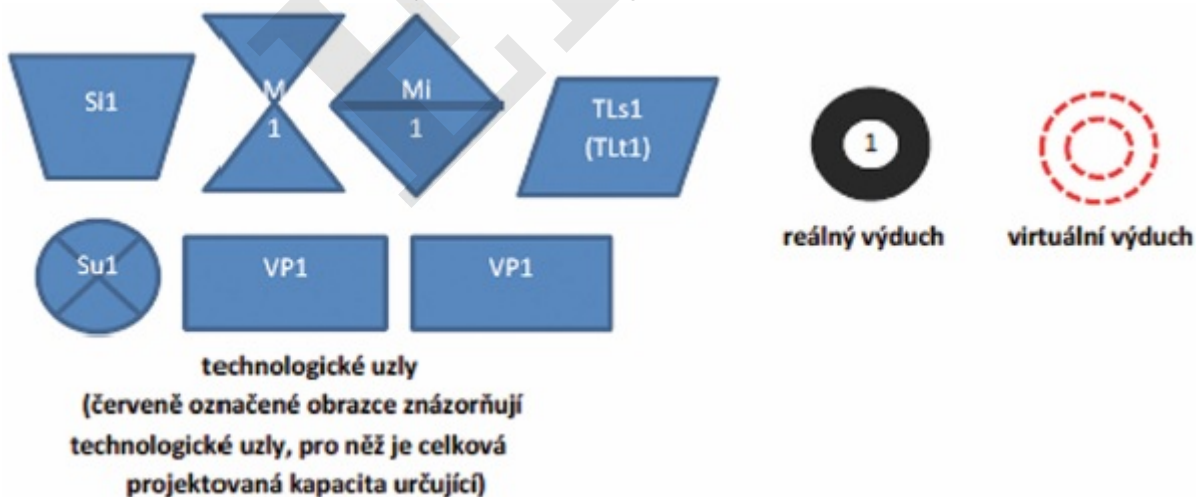 Si1
M
1
Mi
1
TLs1
(TLt1)
1
reálný výduch
virtuální výduch
Su1
VP1
VP1
technologické uzly
(červeně označené obrazce znázorňují
technologické uzly, pro něž je celková
projektovaná kapacita určující)